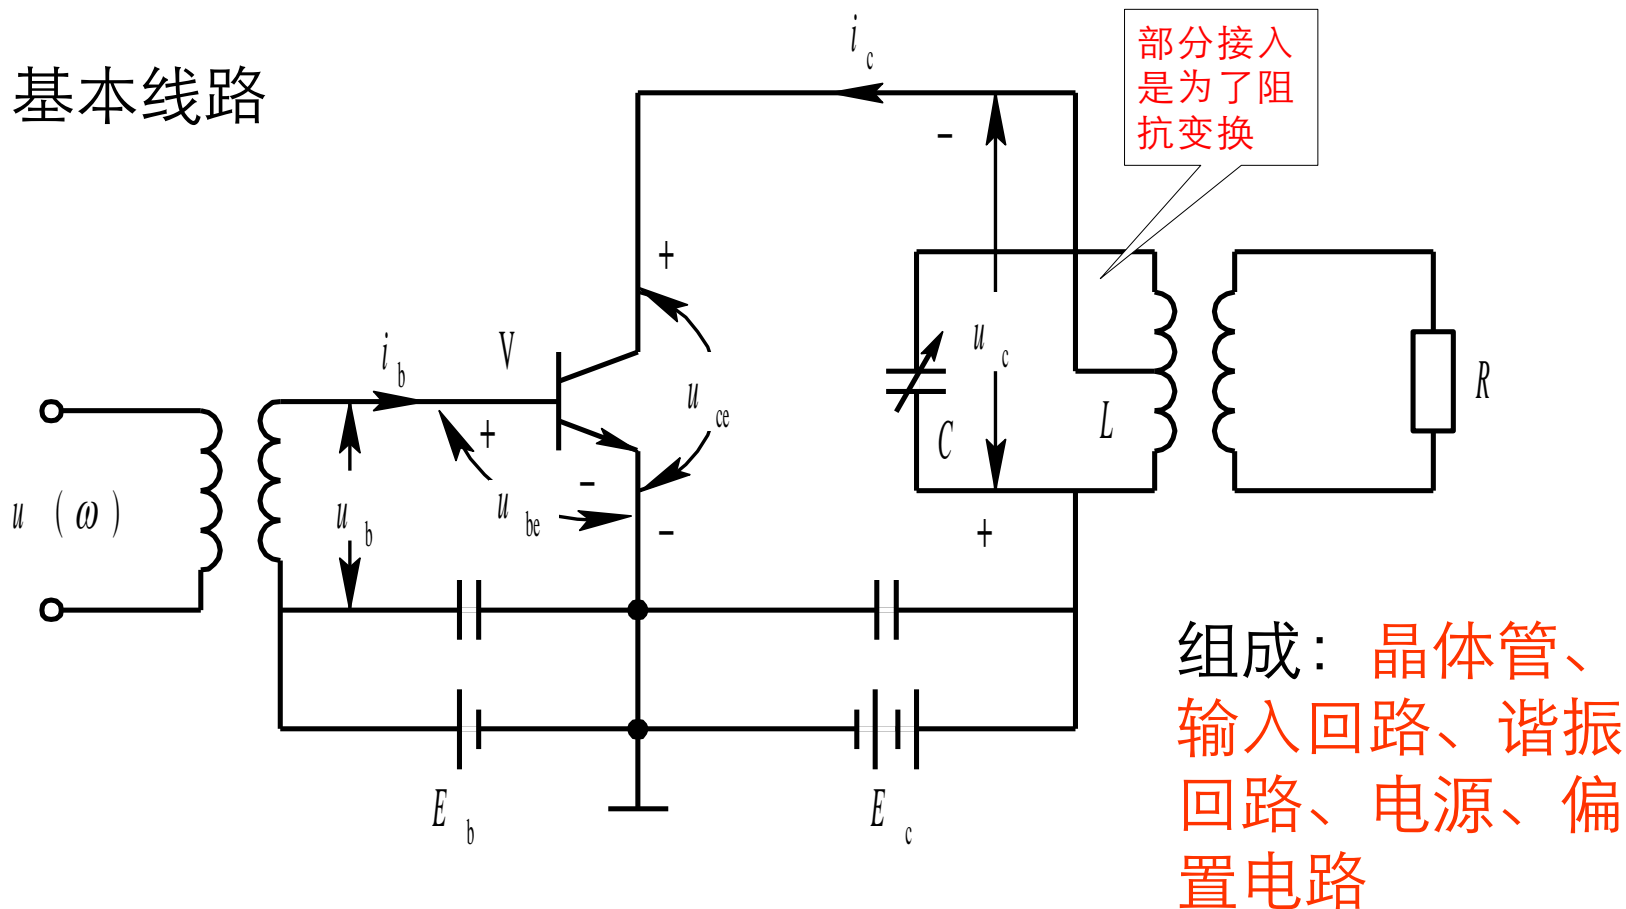 基本线路
i c
部分接入
是为了阻
抗变换
–
+
i b
V
u c
u ce
+
C
L
R
u (ω)
u b
–
u be
–
+
E b
E c
组成：晶体管、
输入回路、谐振
回路、电源、偏
置电路